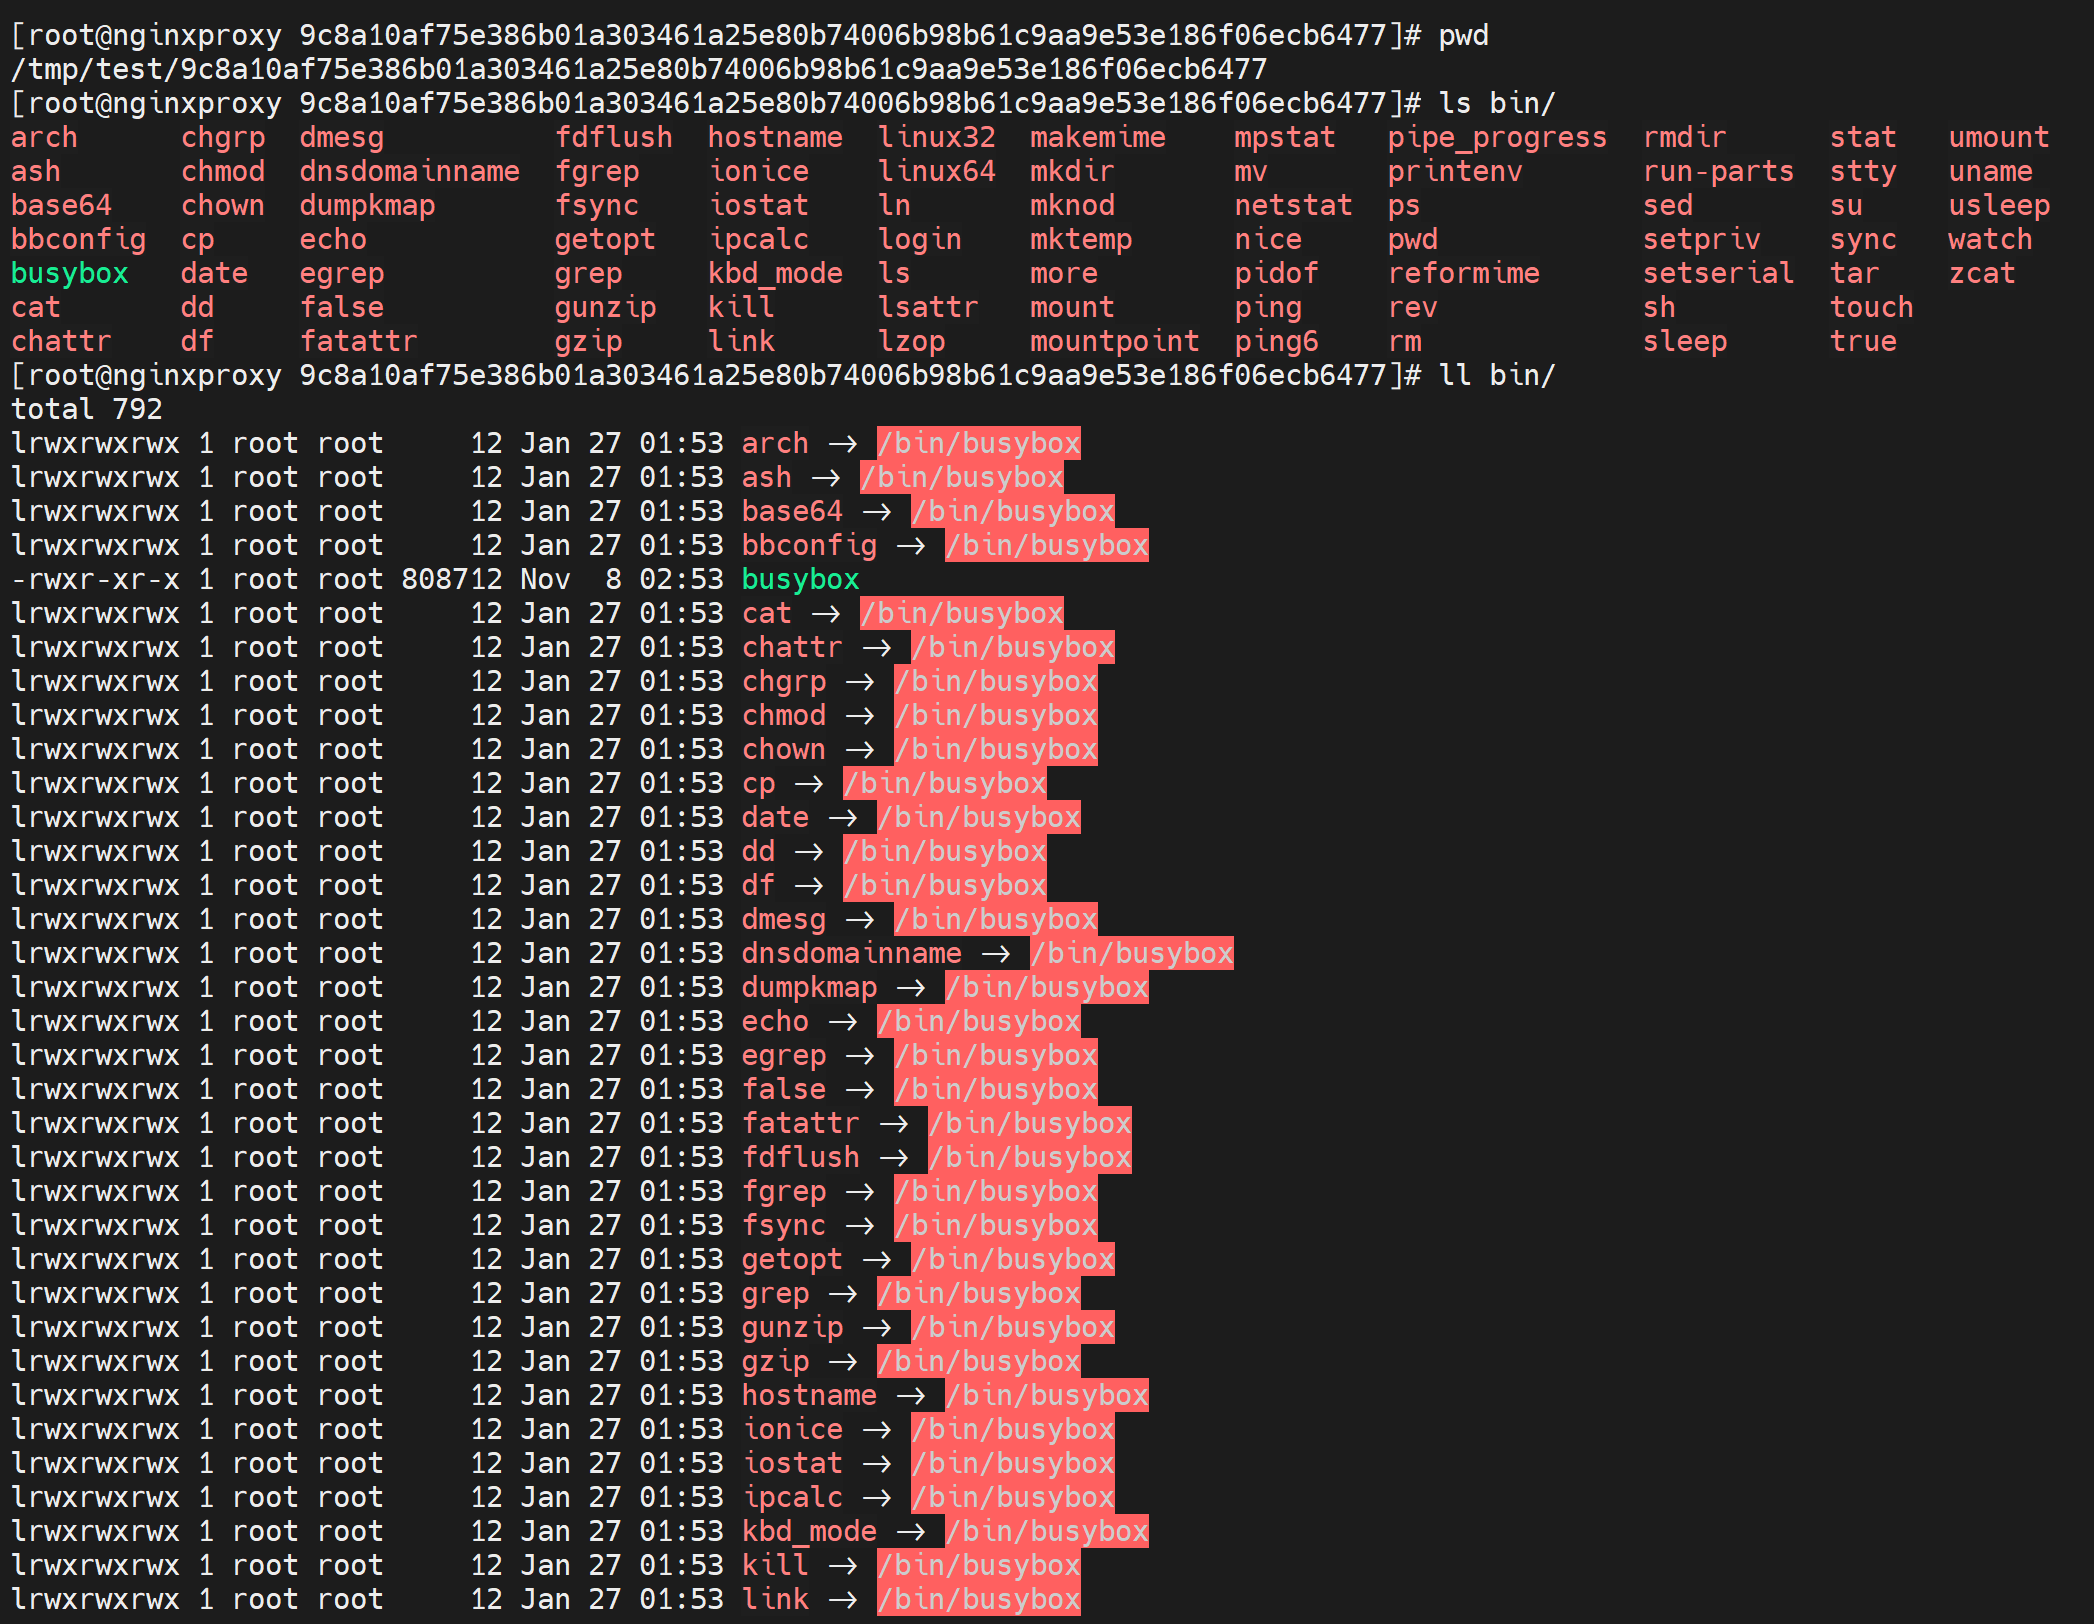 [root@nginxproxy 9c8a10af75e386b01a303461a25e80b74006b98b61c9aa9e53e186f06ecb6477]# pwd
/tmp/test/9c8a10af75e386b01a303461a25e80b74006b98b61c9aa9e53e186f06ecb6477
[root@nginxproxy 9c8a10af75e386b01a303461a25e80b74006b98b61c9aa9e53e186f06ecb6477]# ls bin/
arch      chgrp  dmesg          fdflush  hostname  linux32  makemime    mpstat   pipe_progress  rmdir      stat   umount
ash       chmod  dnsdomainname  fgrep    ionice    linux64  mkdir       mv       printenv       run-parts  stty   uname
base64    chown  dumpkmap       fsync    iostat    ln       mknod       netstat  ps             sed        su     usleep
bbconfig  cp     echo           getopt   ipcalc    login    mktemp      nice     pwd            setpriv    sync   watch
busybox   date   egrep          grep     kbd_mode  ls       more        pidof    reformime      setserial  tar    zcat
cat       dd     false          gunzip   kill      lsattr   mount       ping     rev            sh         touch
chattr    df     fatattr        gzip     link      lzop     mountpoint  ping6    rm             sleep      true
[root@nginxproxy 9c8a10af75e386b01a303461a25e80b74006b98b61c9aa9e53e186f06ecb6477]# ll bin/
total 792
lrwxrwxrwx 1 root root     12 Jan 27 01:53 arch -> /bin/busybox
lrwxrwxrwx 1 root root     12 Jan 27 01:53 ash -> /bin/busybox
lrwxrwxrwx 1 root root     12 Jan 27 01:53 base64 -> /bin/busybox
lrwxrwxrwx 1 root root     12 Jan 27 01:53 bbconfig -> /bin/busybox
-rwxr-xr-x 1 root root 808712 Nov  8 02:53 busybox
lrwxrwxrwx 1 root root     12 Jan 27 01:53 cat -> /bin/busybox
lrwxrwxrwx 1 root root     12 Jan 27 01:53 chattr -> /bin/busybox
lrwxrwxrwx 1 root root     12 Jan 27 01:53 chgrp -> /bin/busybox
lrwxrwxrwx 1 root root     12 Jan 27 01:53 chmod -> /bin/busybox
lrwxrwxrwx 1 root root     12 Jan 27 01:53 chown -> /bin/busybox
lrwxrwxrwx 1 root root     12 Jan 27 01:53 cp -> /bin/busybox
lrwxrwxrwx 1 root root     12 Jan 27 01:53 date -> /bin/busybox
lrwxrwxrwx 1 root root     12 Jan 27 01:53 dd -> /bin/busybox
lrwxrwxrwx 1 root root     12 Jan 27 01:53 df -> /bin/busybox
lrwxrwxrwx 1 root root     12 Jan 27 01:53 dmesg -> /bin/busybox
lrwxrwxrwx 1 root root     12 Jan 27 01:53 dnsdomainname -> /bin/busybox
lrwxrwxrwx 1 root root     12 Jan 27 01:53 dumpkmap -> /bin/busybox
lrwxrwxrwx 1 root root     12 Jan 27 01:53 echo -> /bin/busybox
lrwxrwxrwx 1 root root     12 Jan 27 01:53 egrep -> /bin/busybox
lrwxrwxrwx 1 root root     12 Jan 27 01:53 false -> /bin/busybox
lrwxrwxrwx 1 root root     12 Jan 27 01:53 fatattr -> /bin/busybox
lrwxrwxrwx 1 root root     12 Jan 27 01:53 fdflush -> /bin/busybox
lrwxrwxrwx 1 root root     12 Jan 27 01:53 fgrep -> /bin/busybox
lrwxrwxrwx 1 root root     12 Jan 27 01:53 fsync -> /bin/busybox
lrwxrwxrwx 1 root root     12 Jan 27 01:53 getopt -> /bin/busybox
lrwxrwxrwx 1 root root     12 Jan 27 01:53 grep -> /bin/busybox
lrwxrwxrwx 1 root root     12 Jan 27 01:53 gunzip -> /bin/busybox
lrwxrwxrwx 1 root root     12 Jan 27 01:53 gzip -> /bin/busybox
lrwxrwxrwx 1 root root     12 Jan 27 01:53 hostname -> /bin/busybox
lrwxrwxrwx 1 root root     12 Jan 27 01:53 ionice -> /bin/busybox
lrwxrwxrwx 1 root root     12 Jan 27 01:53 iostat -> /bin/busybox
lrwxrwxrwx 1 root root     12 Jan 27 01:53 ipcalc -> /bin/busybox
lrwxrwxrwx 1 root root     12 Jan 27 01:53 kbd_mode -> /bin/busybox
lrwxrwxrwx 1 root root     12 Jan 27 01:53 kill -> /bin/busybox
lrwxrwxrwx 1 root root     12 Jan 27 01:53 link -> /bin/busybox